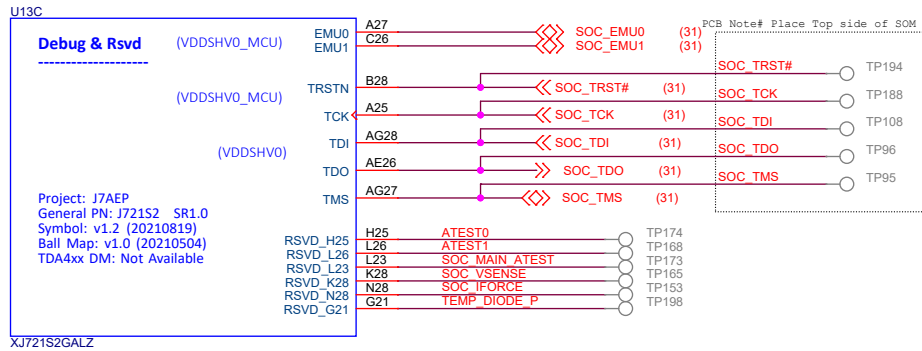 U13C
Debug & Rsvd
--------------------
(VDDSHV0_MCU)
EMU0 A27 SOC_EMU0 (31)
EMU1 C26 SOC_EMU1 (31)
PCB Note# Place Top side of SOM
(VDDSHV0_MCU)
TRSTN B28 SOC_TRST# (31) SOC_TRST# TP194
TCK A25 SOC_TCK (31) SOC_TCK TP188
(VDDSHV0)
TDI AG28 SOC_TDI (31) SOC_TDI TP108
TDO AE26 SOC_TDO (31) SOC_TDO TP96
TMS AG27 SOC_TMS (31) SOC_TMS TP95
Project: J7AEP
General PN: J721S2 SR1.0
Symbol: v1.2 (20210819)
Ball Map: v1.0 (20210504)
TDA4xx DM: Not Available
RSVD_H25 H25 ATEST0 TP174
RSVD_L26 L26 ATEST1 TP168
RSVD_L23 L23 SOC_MAIN_ATEST TP173
RSVD_K28 K28 SOC_VSENSE TP165
RSVD_N28 N28 SOC_IFORCE TP153
RSVD_G21 G21 TEMP_DIODE_P TP198
XJ721S2GALZ